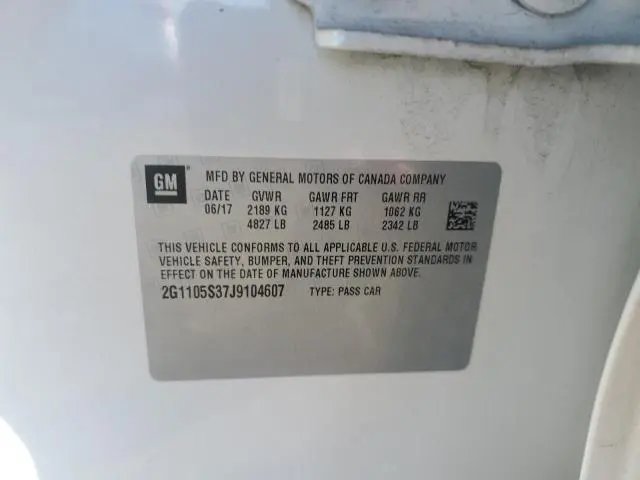 GM MFD BY GENERAL MOTORS OF CANADA COMPANY
DATE GVWR GAWR FRT GAWR RR
06/17 2189 KG 1127 KG 1062 KG
4827 LB 2485 LB 2342 LB
THIS VEHICLE CONFORMS TO ALL APPLICABLE U.S. FEDERAL MOTOR
VEHICLE SAFETY, BUMPER, AND THEFT PREVENTION STANDARDS IN
EFFECT ON THE DATE OF MANUFACTURE SHOWN ABOVE.
2G1105S37J9104607 TYPE: PASS CAR